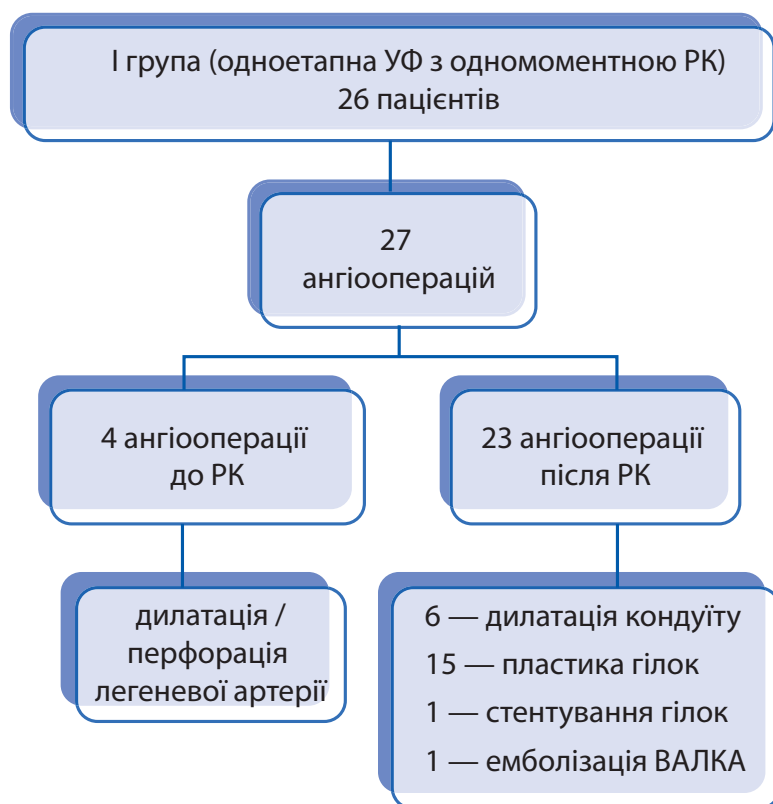 І група (одноетапна УФ з одномоментною РК)
26 пацієнтів
27
ангіооперацій
4 ангіооперації
до РК
23 ангіооперації
після РК
дилатація /
перфорація
легеневої артерії
6 — дилатація кондуїту
15 — пластика гілок
1 — стентування гілок
1 — емболізація ВАЛКА